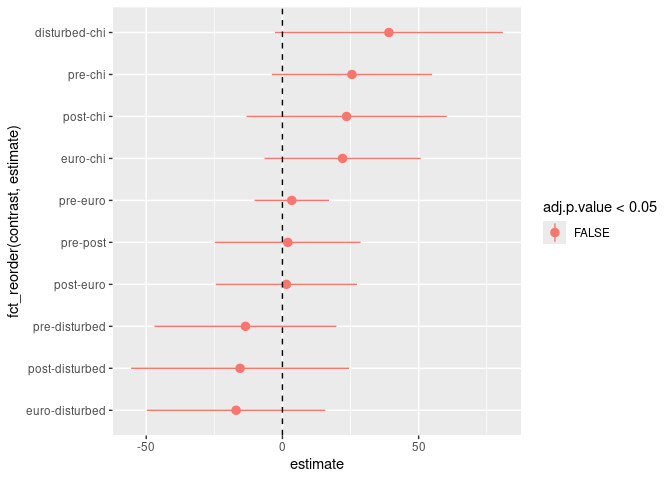 disturbed-chi
pre-chi
post-chi
euro-chi
pre-euro
pre-post
post-euro
pre-disturbed
post-disturbed
euro-disturbed
fct_reorder(contrast, estimate)
-50
0
50
estimate
adj.p.value < 0.05
FALSE